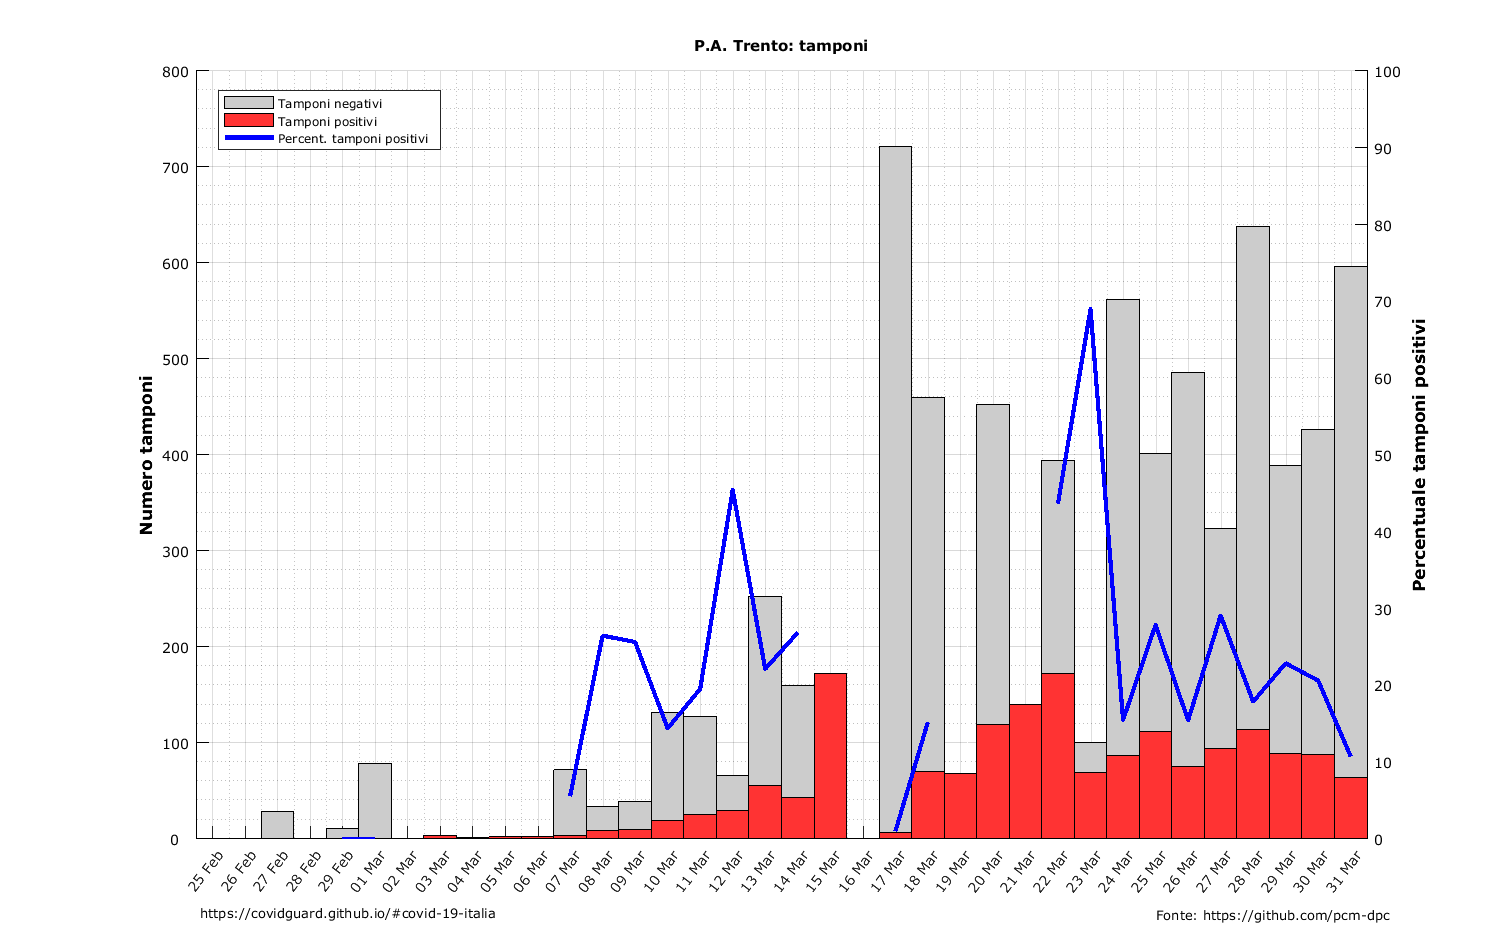 P.A. Trento: tamponi
Tamponi negativi
Tamponi positivi
Percent. tamponi positivi
Numero tamponi
800
700
600
500
400
300
200
100
0
100
90
80
70
60
50
40
30
20
10
0
Percentuale tamponi positivi
25 Feb
26 Feb
27 Feb
28 Feb
29 Feb
01 Mar
02 Mar
03 Mar
04 Mar
05 Mar
06 Mar
07 Mar
08 Mar
09 Mar
10 Mar
11 Mar
12 Mar
13 Mar
14 Mar
15 Mar
16 Mar
17 Mar
18 Mar
19 Mar
20 Mar
21 Mar
22 Mar
23 Mar
24 Mar
25 Mar
26 Mar
27 Mar
28 Mar
29 Mar
30 Mar
31 Mar
https://covidguard.github.io/#covid-19-italia
Fonte: https://github.com/pcm-dpc